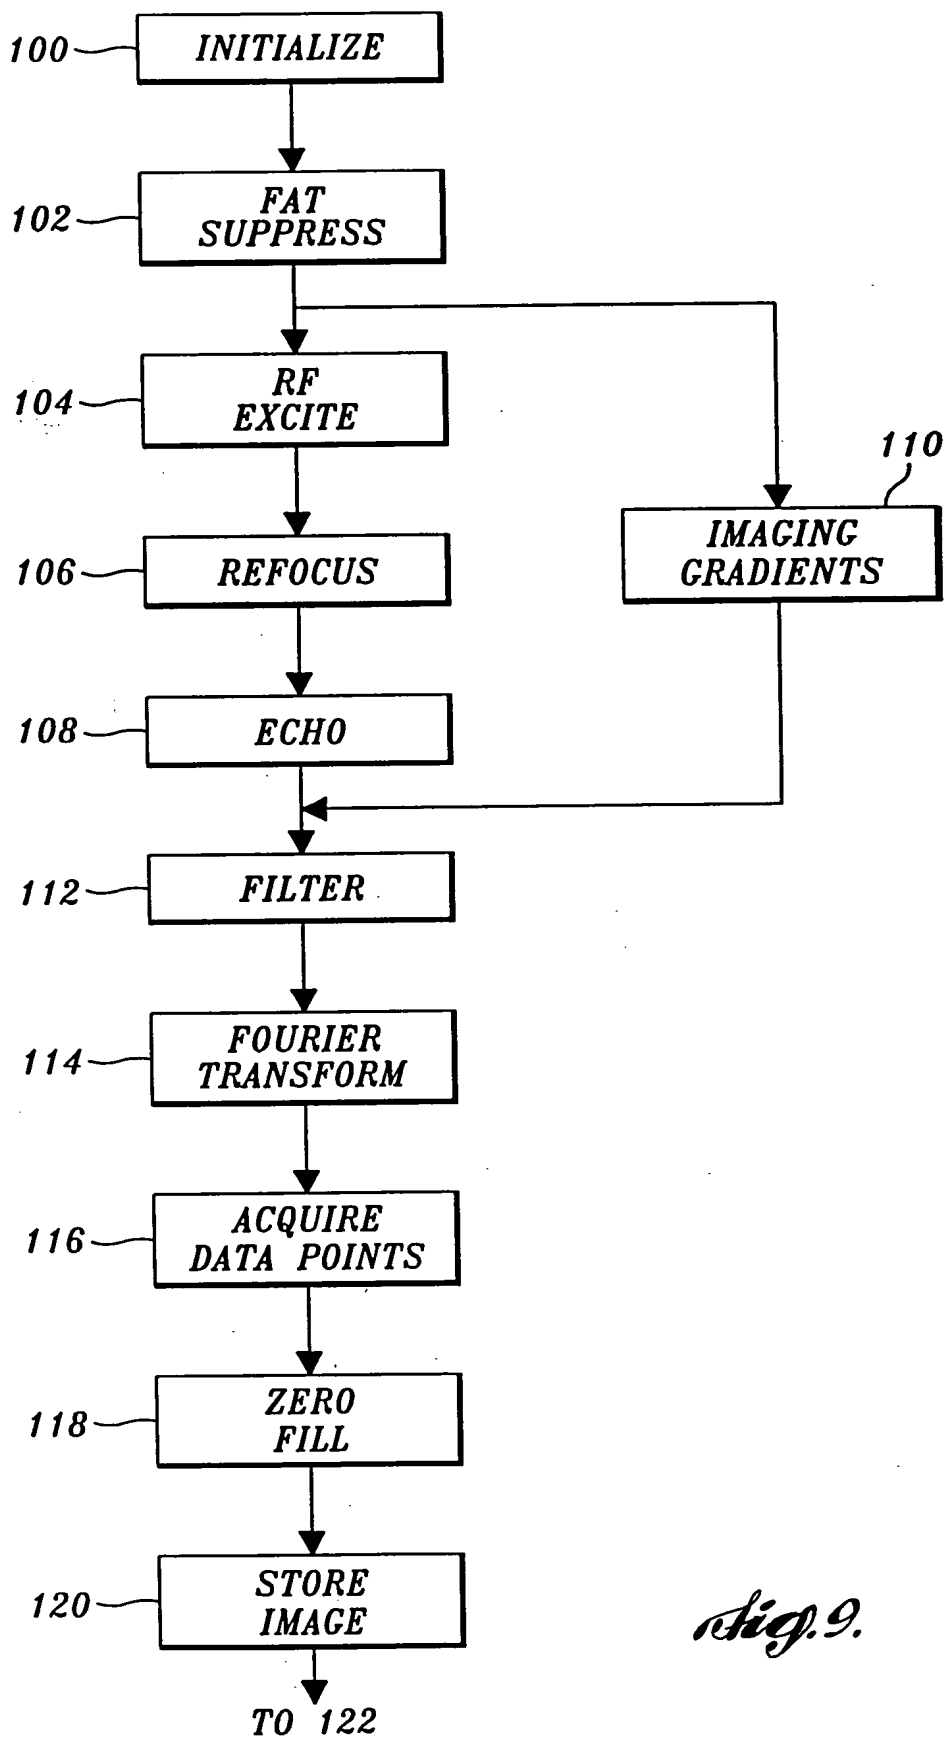 100
INITIALIZE
102
FAT
SUPPRESS
104
RF
EXCITE
110
IMAGING
GRADIENTS
106
REFOCUS
108
ECHO
112
FILTER
114
FOURIER
TRANSFORM
116
ACQUIRE
DATA POINTS
118
ZERO
FILL
120
STORE
IMAGE
Fig. 9.
TO 122